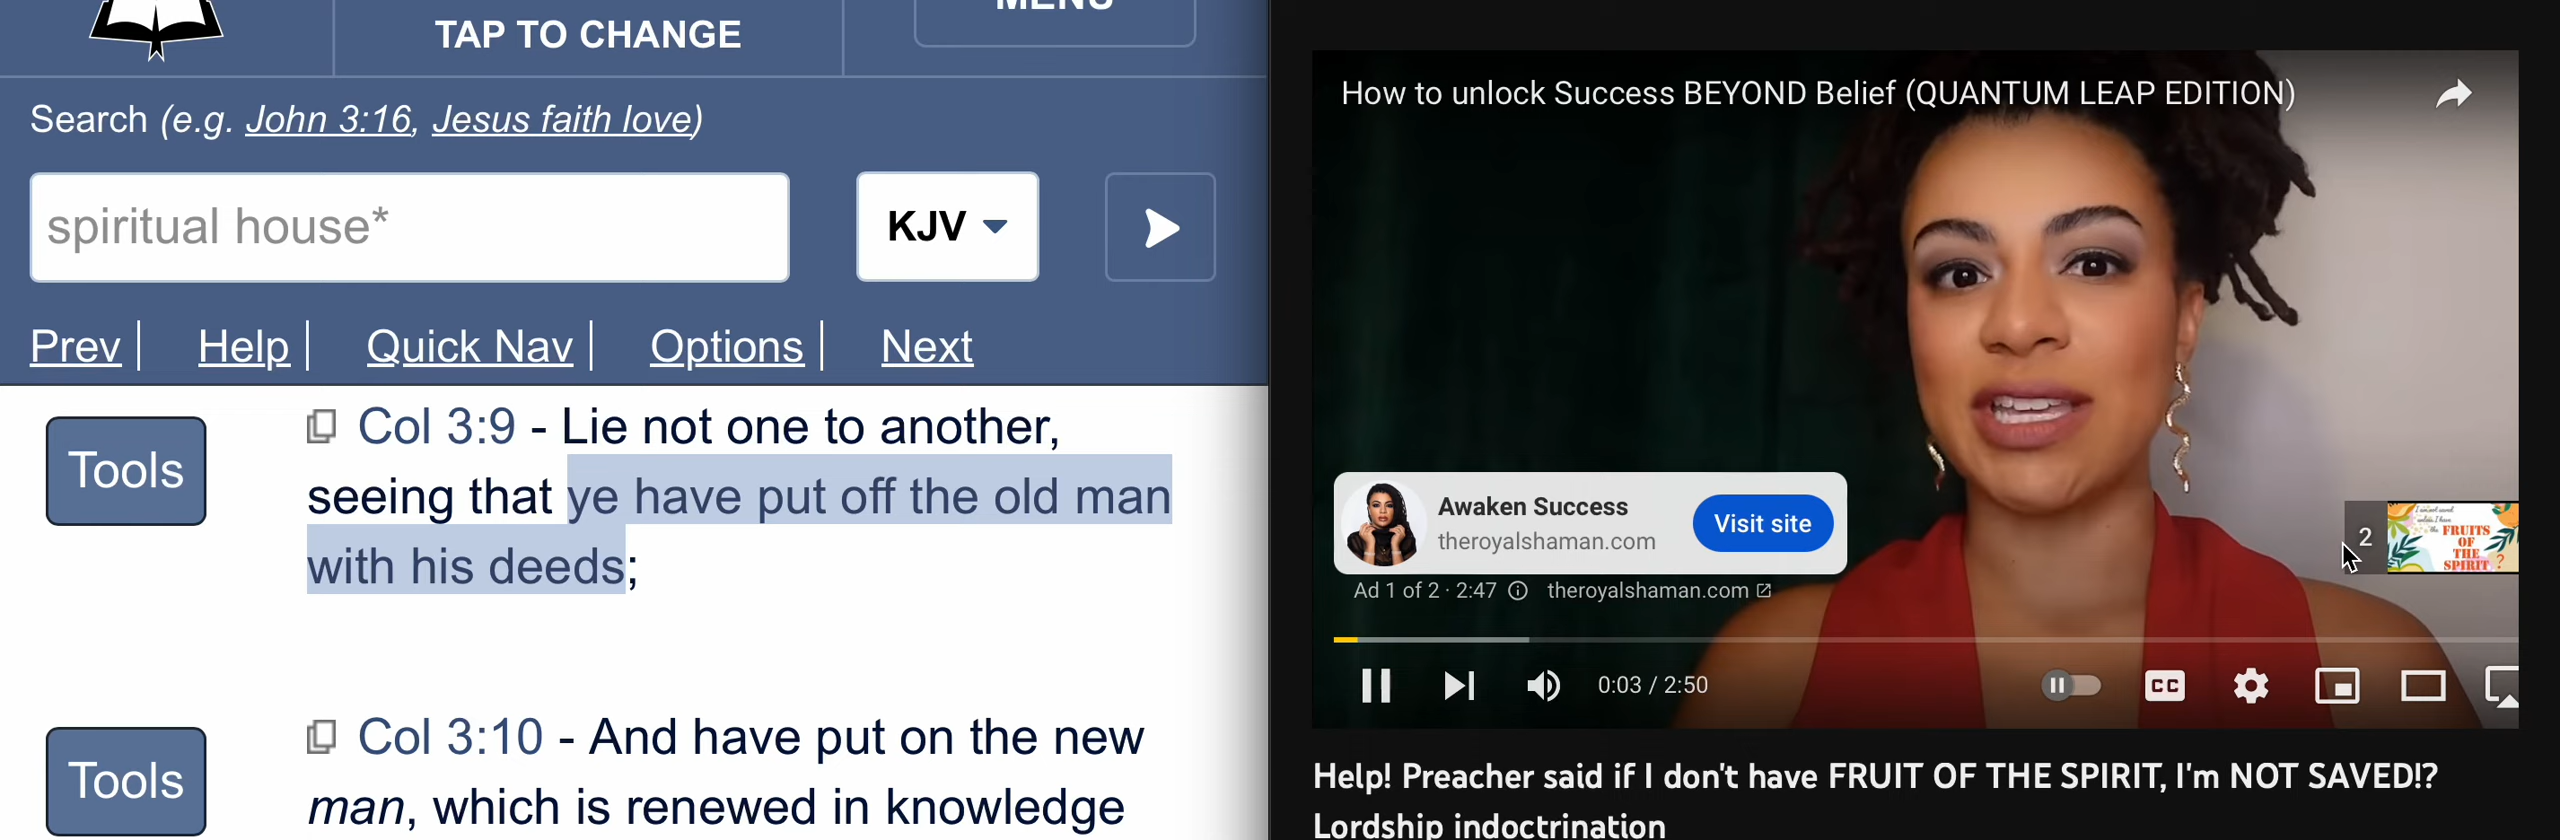 TAP TO CHANGE
MENU
Search (e.g. John 3:16, Jesus faith love)
spiritual house*
KJV
Prev
Help
Quick Nav
Options
Next
Tools
Col 3:9 - Lie not one to another,
seeing that ye have put off the old man
with his deeds;
Tools
Col 3:10 - And have put on the new
man, which is renewed in knowledge
How to unlock Success BEYOND Belief (QUANTUM LEAP EDITION)
Awaken Success
theroyalshaman.com
Visit site
2
FRUITS
OF
THE
SPIRIT ?
Ad 1 of 2 · 2:47
theroyalshaman.com
0:03 / 2:50
CC
Help! Preacher said if I don't have FRUIT OF THE SPIRIT, I'm NOT SAVED!?
Lordship indoctrination